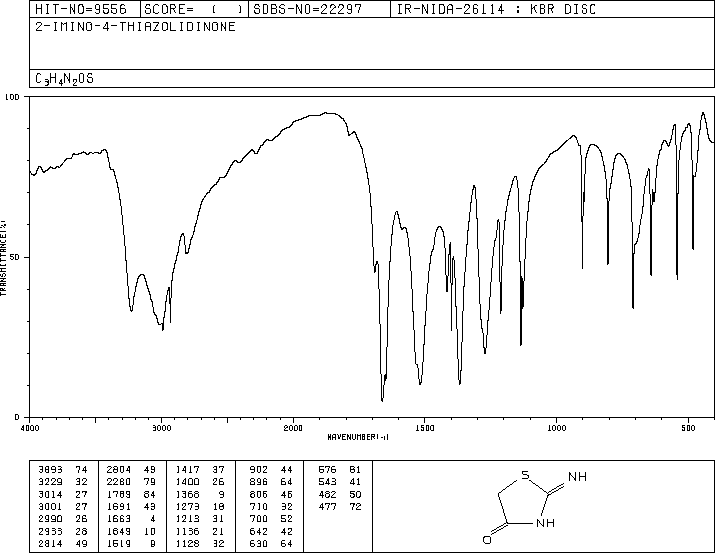 HIT-NO=9556 SCORE= ( ) SDBS-NO=22297 IR-NIDA-26114 : KBR DISC
2-IMINO-4-THIAZOLIDINONE
C3H4N2OS
100
TRANSMITTANCE(%)
50
0
4000 3000 2000 1500 1000 500
WAVENUMBER(-1)
3893 74 2804 49 1417 37 902 44 676 81
3229 32 2280 79 1400 26 896 64 543 41
3014 27 1789 84 1368 9 806 46 482 50
3001 27 1691 49 1273 18 710 32 477 72
2990 26 1663 4 1213 31 700 52
2933 28 1649 10 1136 21 642 42
2814 49 1519 9 1128 32 630 64
S
NH
NH
O